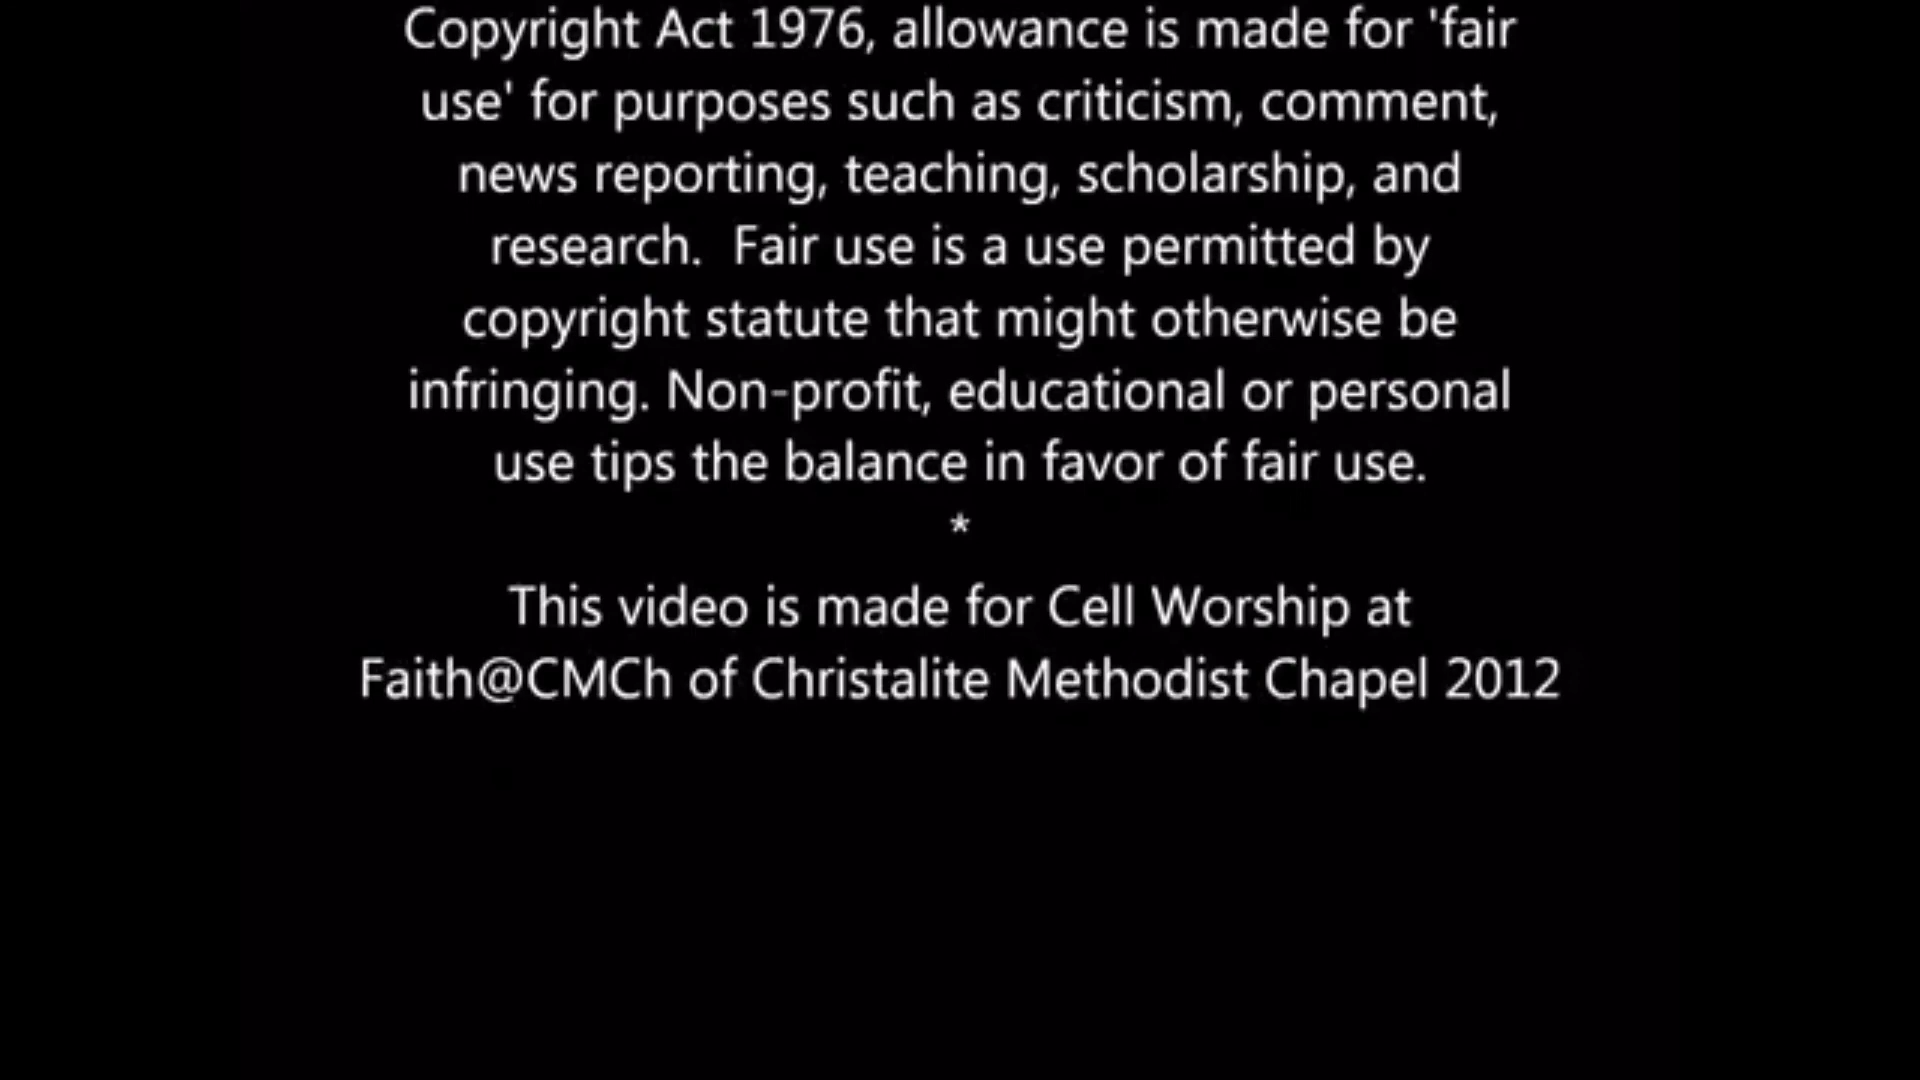 Copyright Act 1976, allowance is made for 'fair
use' for purposes such as criticism, comment,
news reporting, teaching, scholarship, and
research.  Fair use is a use permitted by
copyright statute that might otherwise be
infringing. Non-profit, educational or personal
use tips the balance in favor of fair use.
*
This video is made for Cell Worship at
Faith@CMCh of Christalite Methodist Chapel 2012